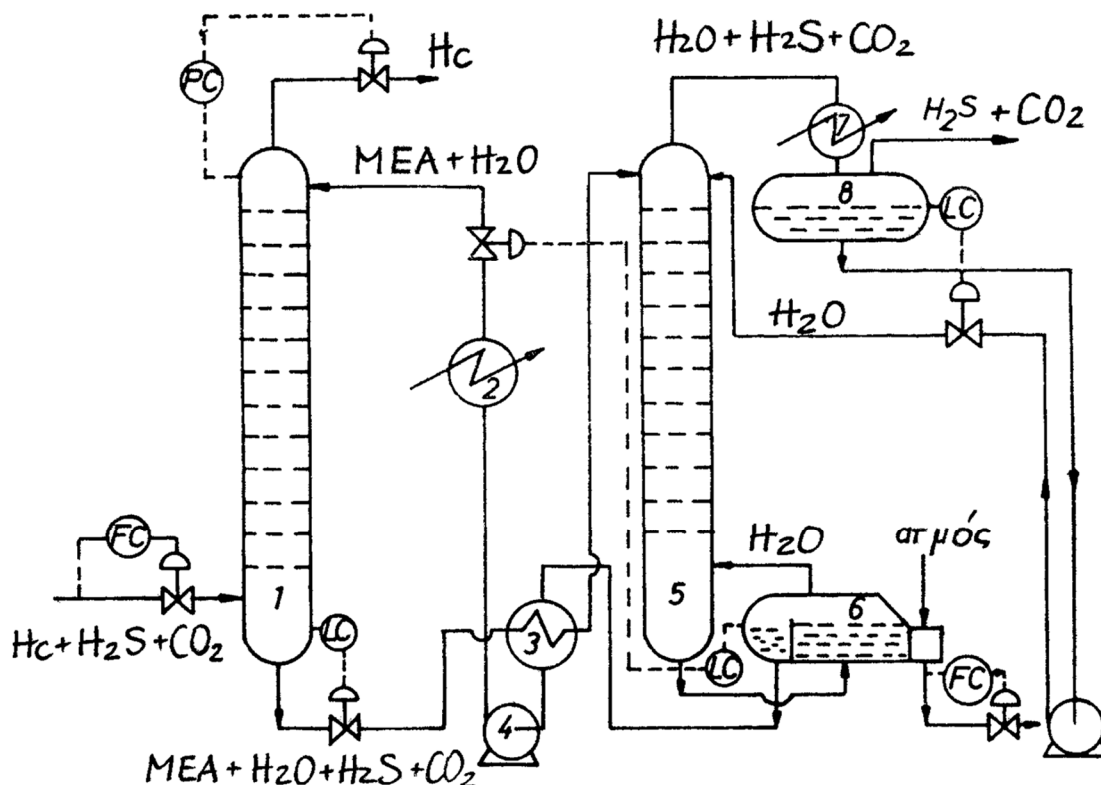 Hc
PC
H₂O + H₂S + CO₂
7
H₂S + CO₂
MEA + H₂O
8
LC
H₂O
2
FC
ατμός
H₂O
1
5
6
3
LC
Hc + H₂S + CO₂
LC
FC
4
MEA + H₂O + H₂S + CO₂